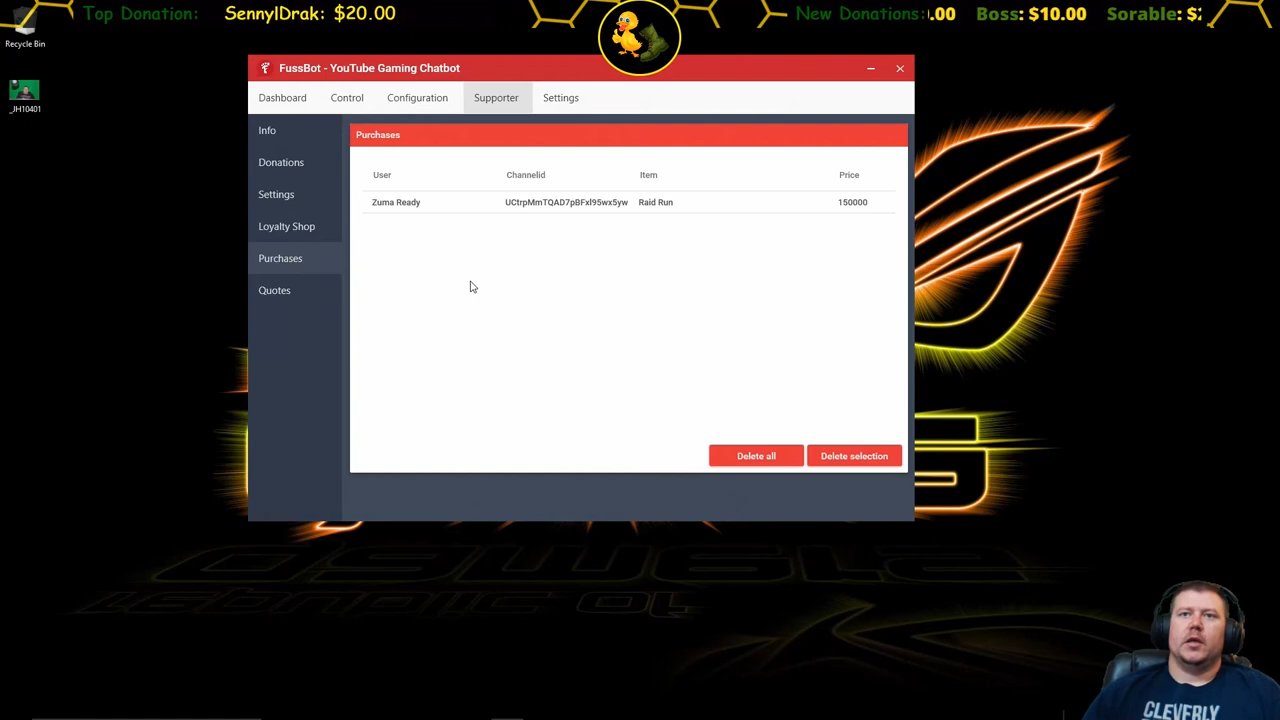 Top Donation: SennylDrak: $20.00
New Donations: .00 Boss: $10.00 Sorable:
Recycle Bin
_JH10401
FussBot - YouTube Gaming Chatbot
Dashboard Control Configuration Supporter Settings
Info
Donations
Settings
Loyalty Shop
Purchases
Quotes
Purchases
User Channelid Item Price
Zuma Ready UCtrpMmTQAD7pBFxl95wx5yw Raid Run 150000
Delete all Delete selection
CLEVERLY